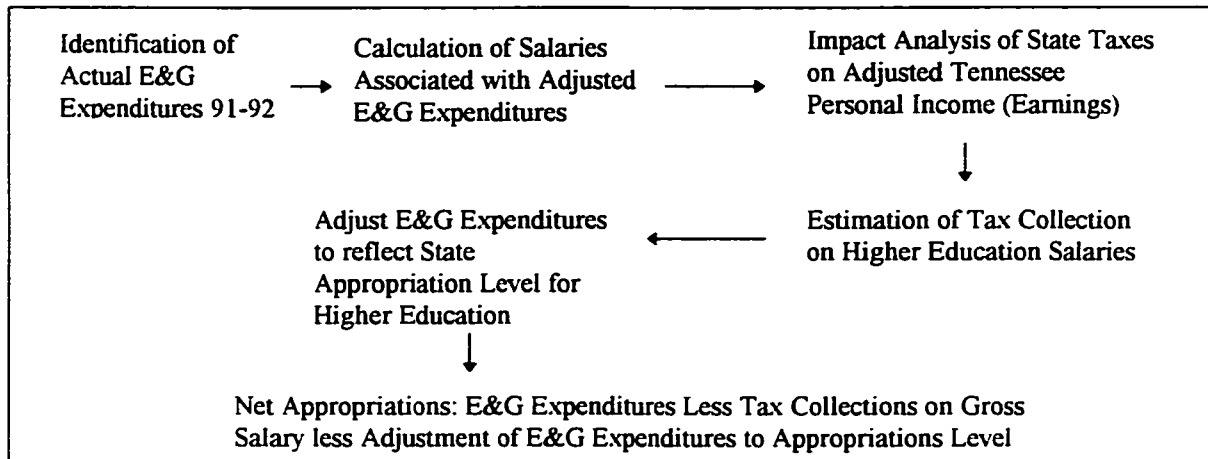 Identification of
Actual E&G
Expenditures 91-92
Calculation of Salaries
Associated with Adjusted
E&G Expenditures
Impact Analysis of State Taxes
on Adjusted Tennessee
Personal Income (Earnings)
Estimation of Tax Collection
on Higher Education Salaries
Adjust E&G Expenditures
to reflect State
Appropriation Level for
Higher Education
Net Appropriations: E&G Expenditures Less Tax Collections on Gross
Salary less Adjustment of E&G Expenditures to Appropriations Level